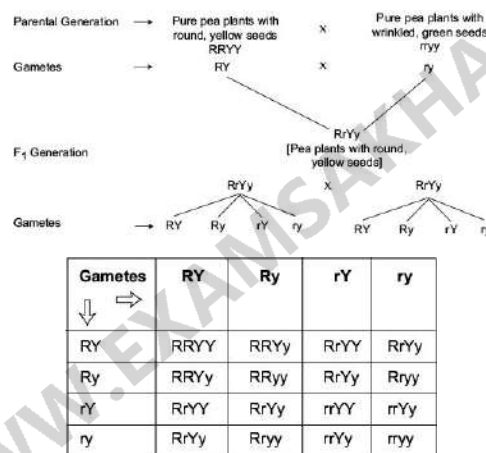 Parental Generation → Pure pea plants with round, yellow seeds x Pure pea plants with wrinkled, green seeds
RRYY rryy
Gametes → RY x ry
RrYy
F1 Generation [Pea plants with round, yellow seeds]
RrYy x RrYy
Gametes → RY Ry rY ry RY Ry rY ry
Gametes RY Ry rY ry
RY RRYY RRYy RrYY RrYy
Ry RRYy RRyy RrYy Rryy
rY RrYY RrYy rrYY rrYy
ry RrYy Rryy rrYy rryy
WW.EXAMSAKHA